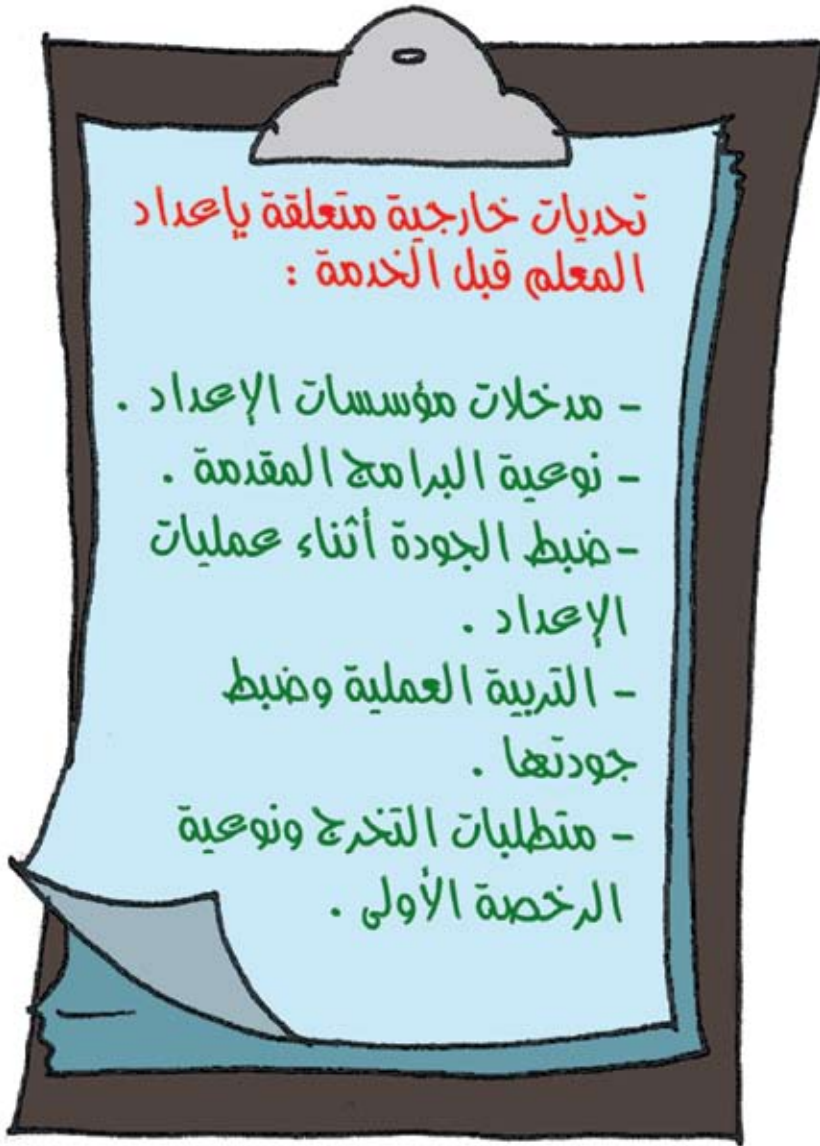 تحديات خارجية متعلقة بإعداد
المعلم قبل الخدمة :
- مدخلات مؤسسات الإعداد .
- نوعية البرامج المقدمة .
- ضبط الجودة أثناء عمليات
الإعداد .
- التربية العملية وضبط
جودتها .
- متطلبات التخرج ونوعية
الرخصة الأولى .